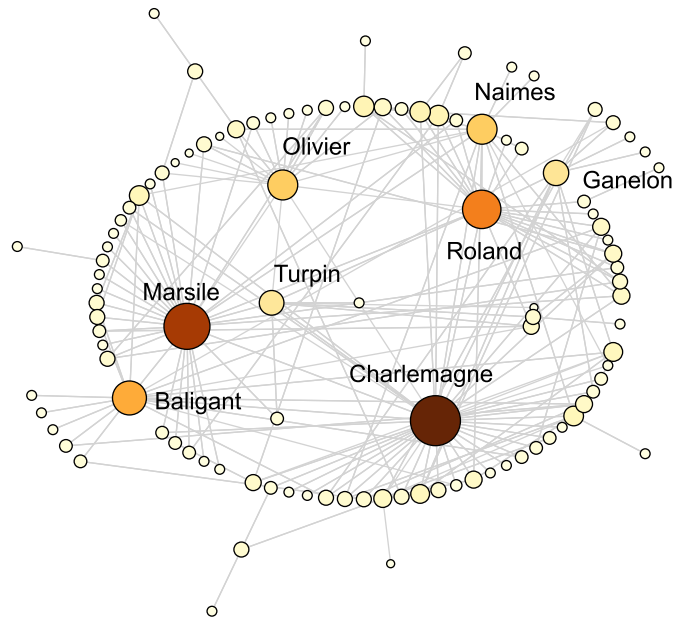 Naimes
Olivier
Ganelon
Roland
Turpin
Marsile
Charlemagne
Baligant